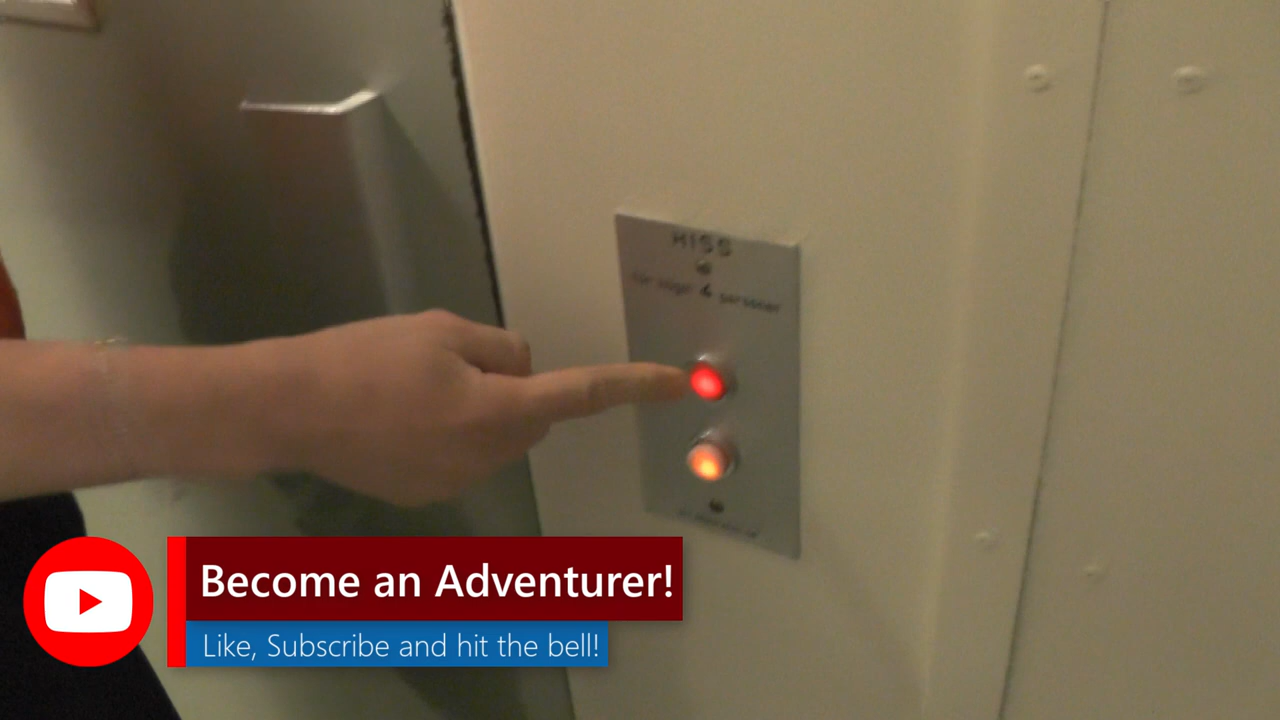 HISS
för högst 4 personer
Become an Adventurer!
Like, Subscribe and hit the bell!